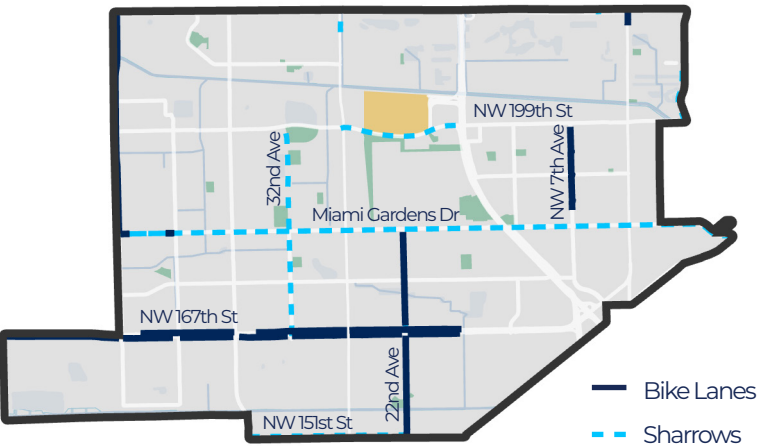 NW 199th St
32nd Ave
NW 7th Ave
Miami Gardens Dr
NW 167th St
22nd Ave
NW 151st St
Bike Lanes
Sharrows